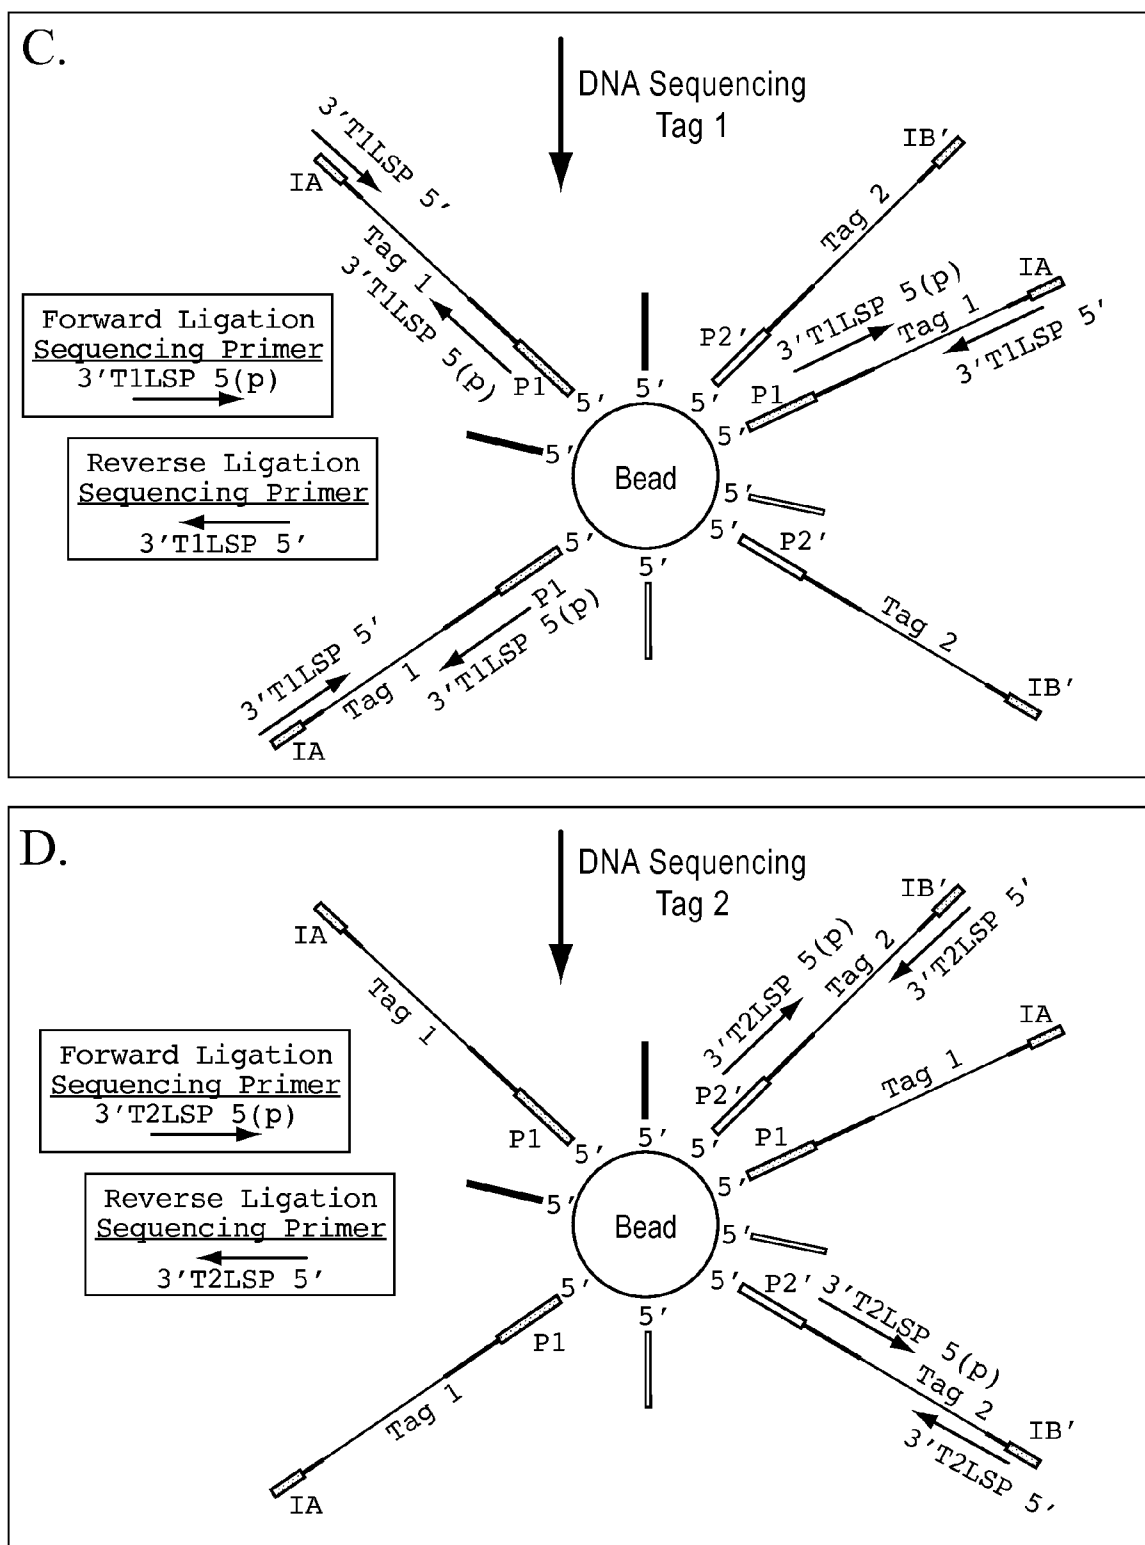 C.
DNA Sequencing
Tag 1
3′T1LSP 5′
IA
Tag 1
3′T1LSP 5(p)
P1
5′
IB′
Tag 2
P2′
5′
3′T1LSP 5(p)
IA
Tag 1
3′T1LSP 5′
P1
5′
Forward Ligation
Sequencing Primer
3′T1LSP 5(p)
5′
5′
Bead
5′
Reverse Ligation
Sequencing Primer
3′T1LSP 5′
5′
P1
3′T1LSP 5(p)
3′T1LSP 5′
Tag 1
IA
5′
5′
P2′
Tag 2
IB′
D.
DNA Sequencing
Tag 2
IA
Tag 1
P1
5′
IB′
3′T2LSP 5′
3′T2LSP 5(p)
Tag 2
P2′
5′
IA
Tag 1
P1
5′
Forward Ligation
Sequencing Primer
3′T2LSP 5(p)
5′
5′
Bead
5′
Reverse Ligation
Sequencing Primer
3′T2LSP 5′
5′
P1
Tag 1
IA
5′
5′
P2′
3′T2LSP 5(p)
Tag 2
IB′
3′T2LSP 5′